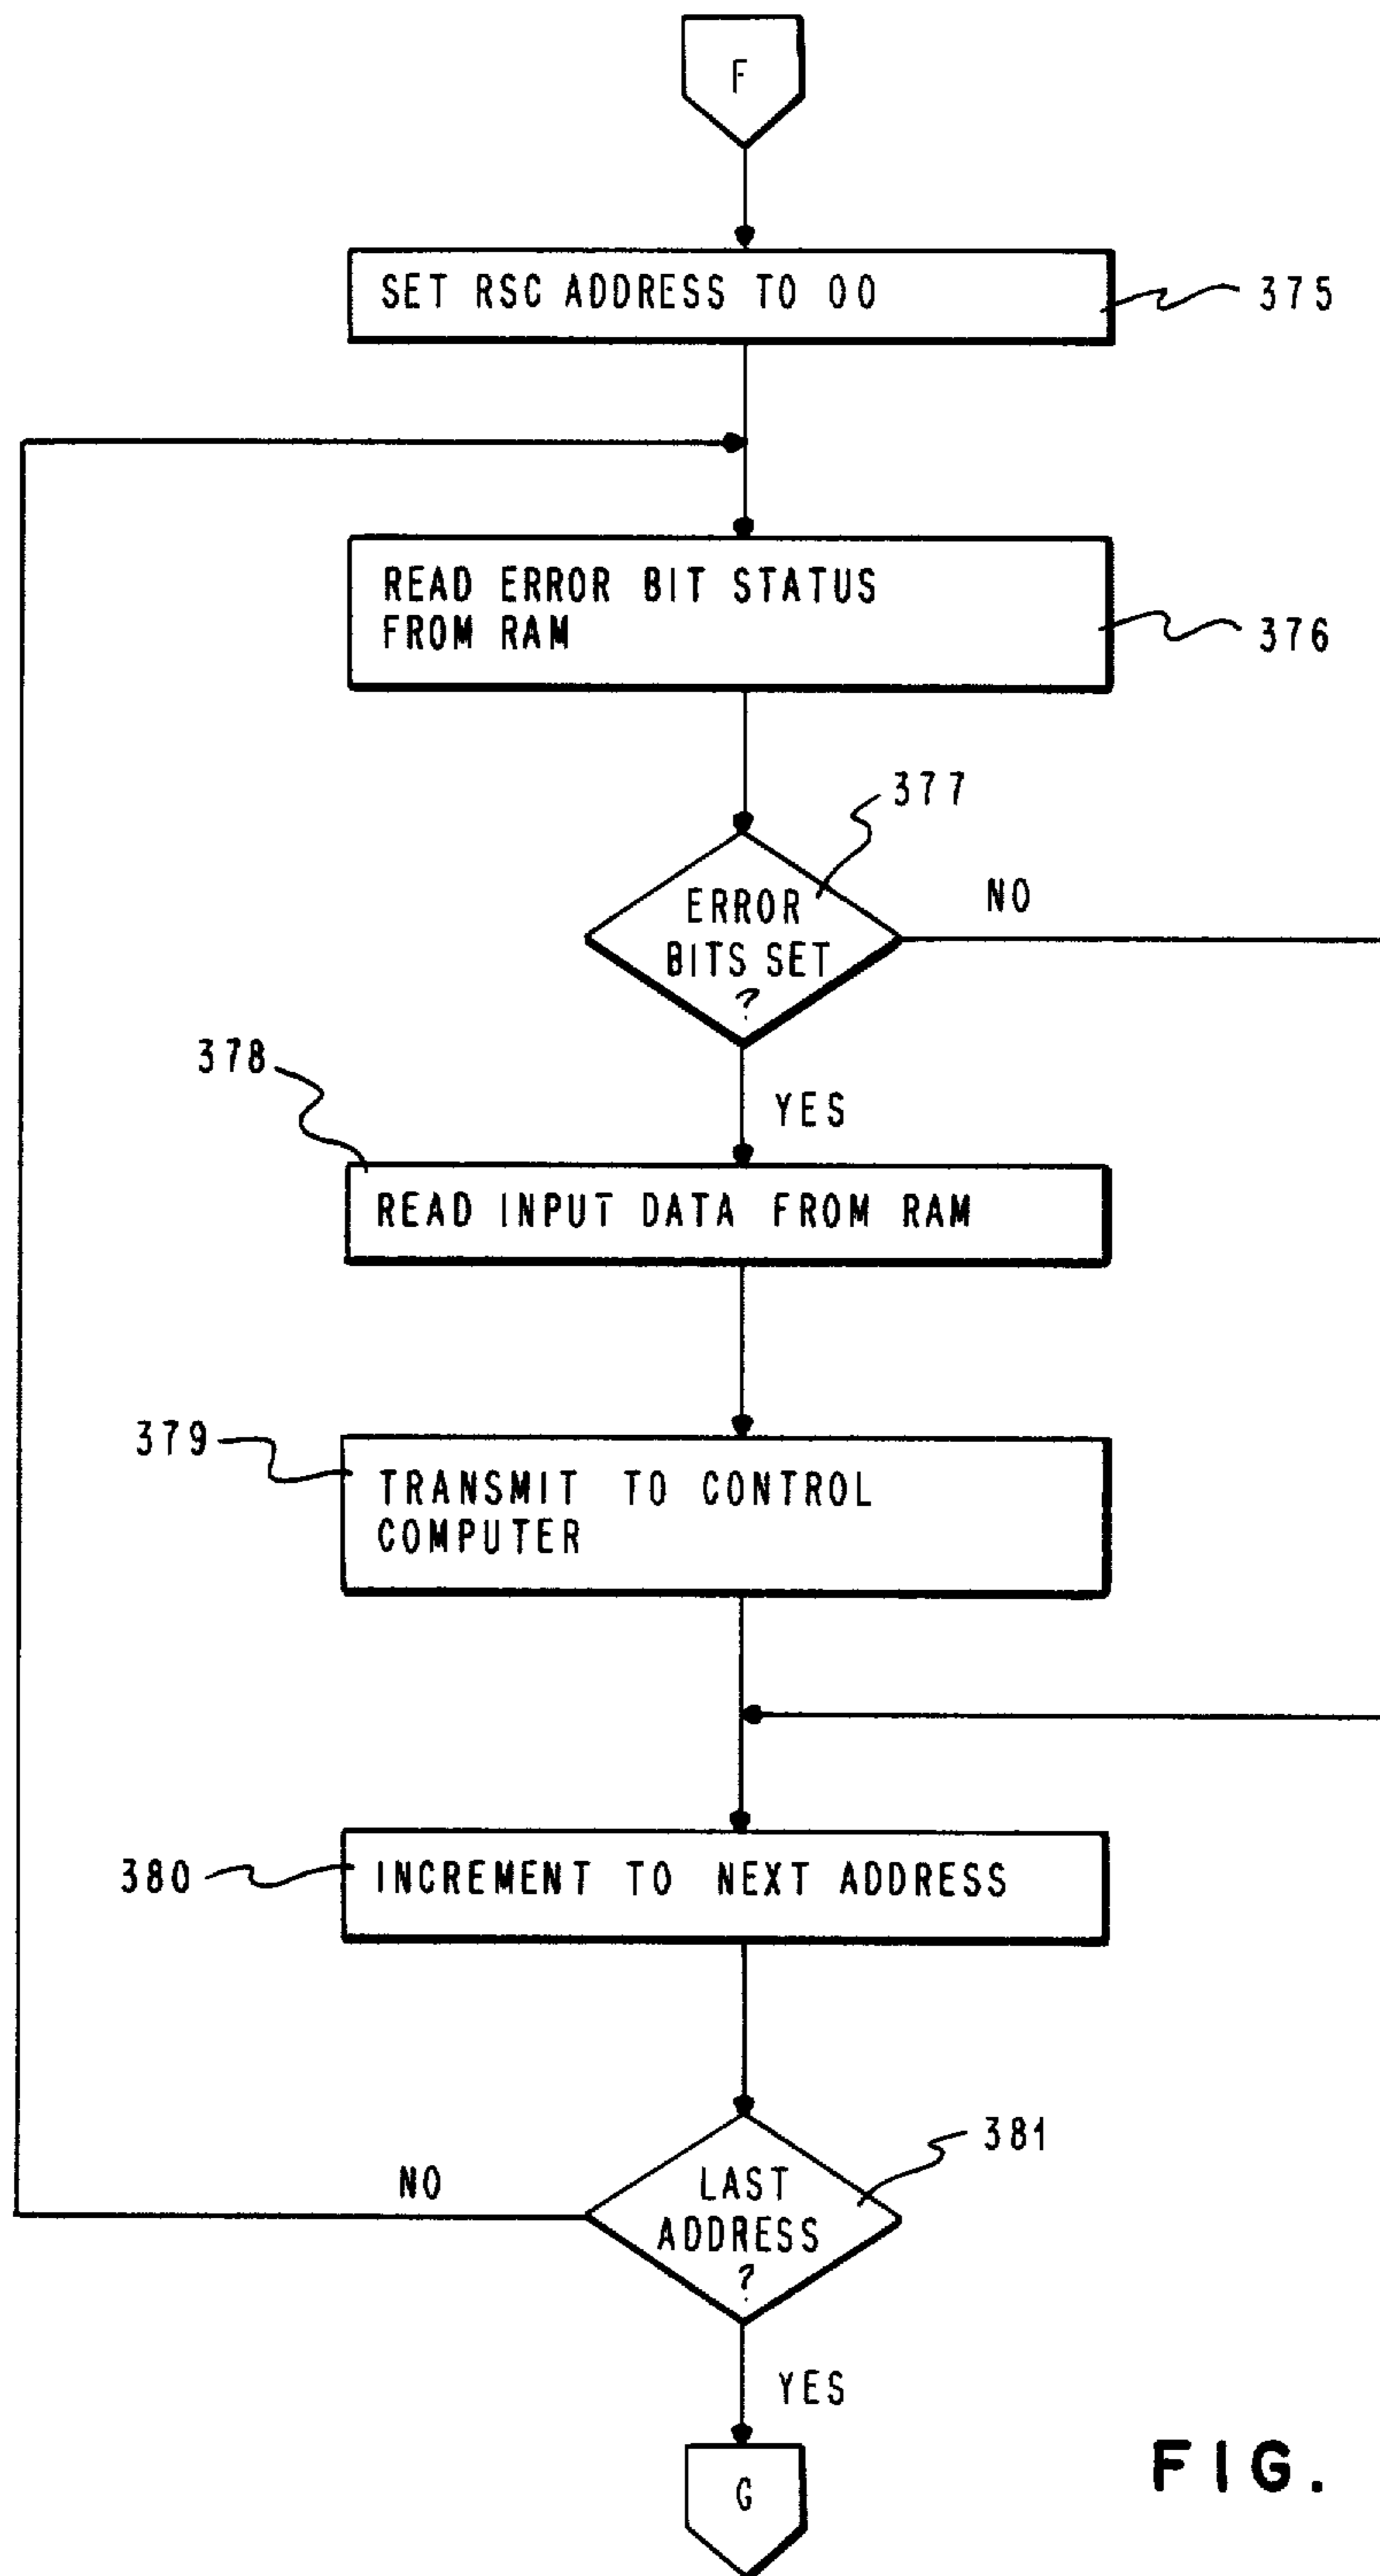 F
SET RSC ADDRESS TO 00
375
READ ERROR BIT STATUS
FROM RAM
376
377
ERROR
BITS SET
?
NO
378
YES
READ INPUT DATA FROM RAM
379
TRANSMIT TO CONTROL
COMPUTER
380
INCREMENT TO NEXT ADDRESS
381
NO
LAST
ADDRESS
?
YES
G
FIG.